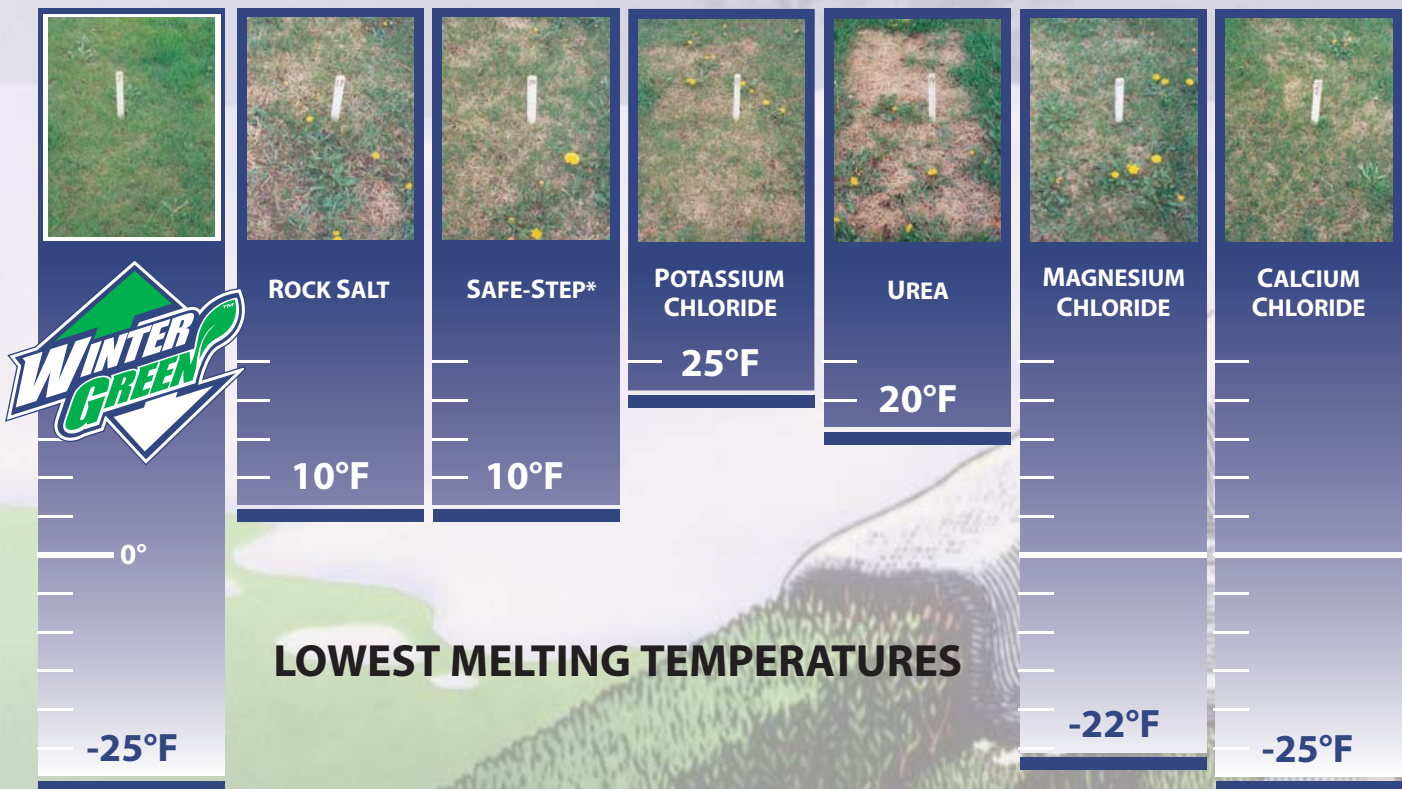 WINTER
GREEN™
ROCK SALT
SAFE-STEP*
POTASSIUM
CHLORIDE
UREA
MAGNESIUM
CHLORIDE
CALCIUM
CHLORIDE
25°F
20°F
10°F
10°F
0°
LOWEST MELTING TEMPERATURES
-25°F
-22°F
-25°F